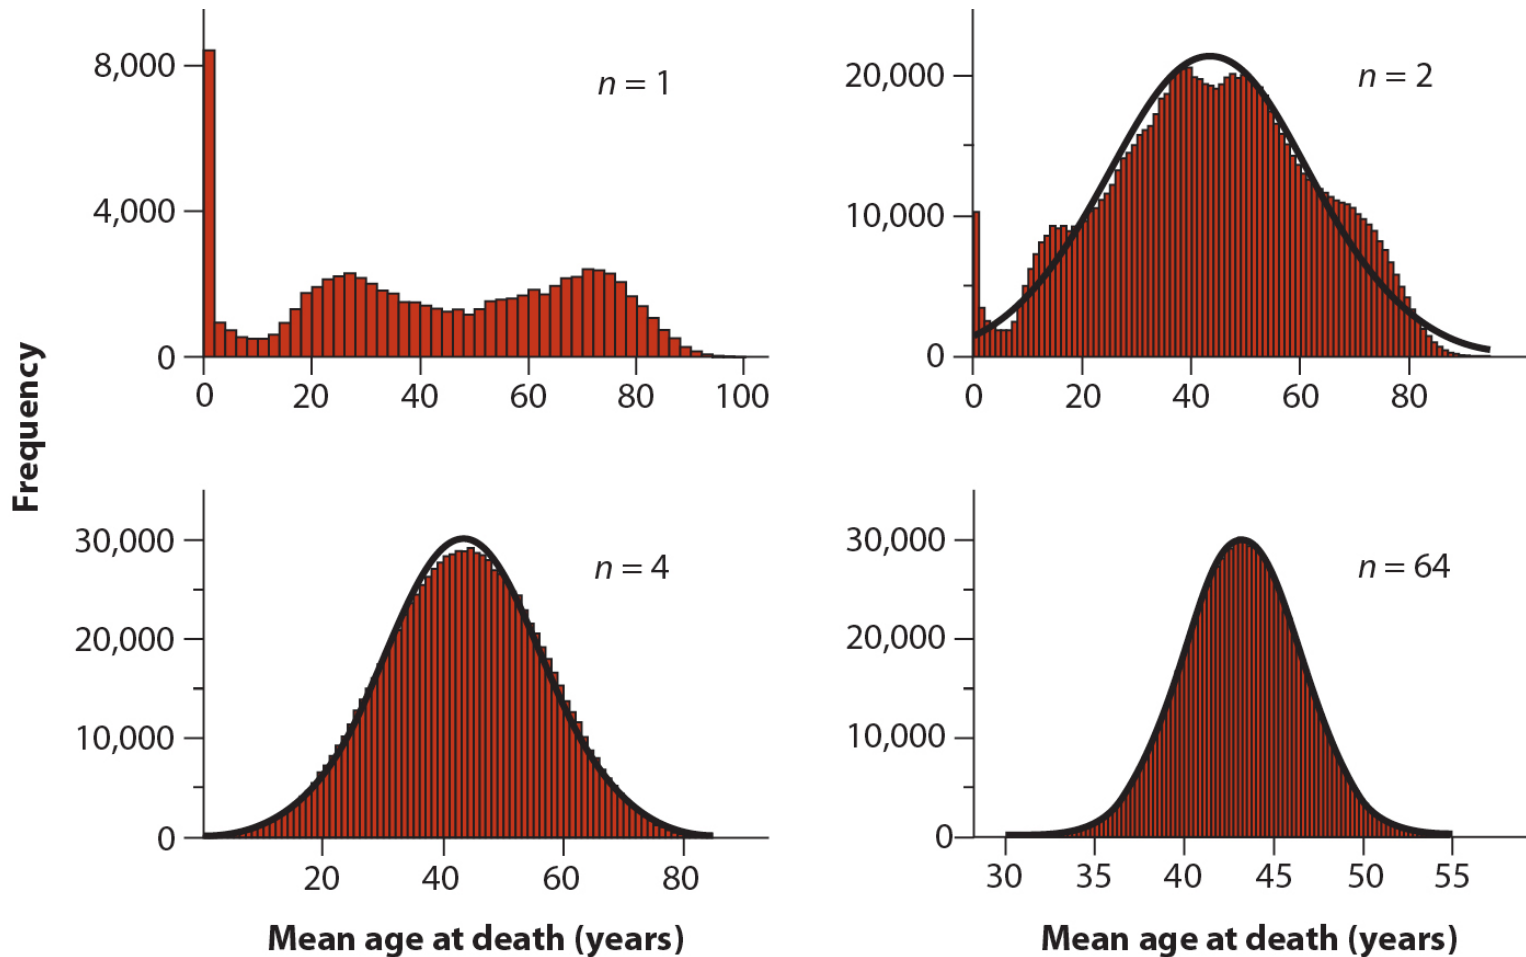 8,000
4,000
0
n = 1
0 20 40 60 80 100
20,000
10,000
0
n = 2
0 20 40 60 80
Frequency
30,000
20,000
10,000
0
n = 4
20 40 60 80
Mean age at death (years)
30,000
20,000
10,000
0
n = 64
30 35 40 45 50 55
Mean age at death (years)